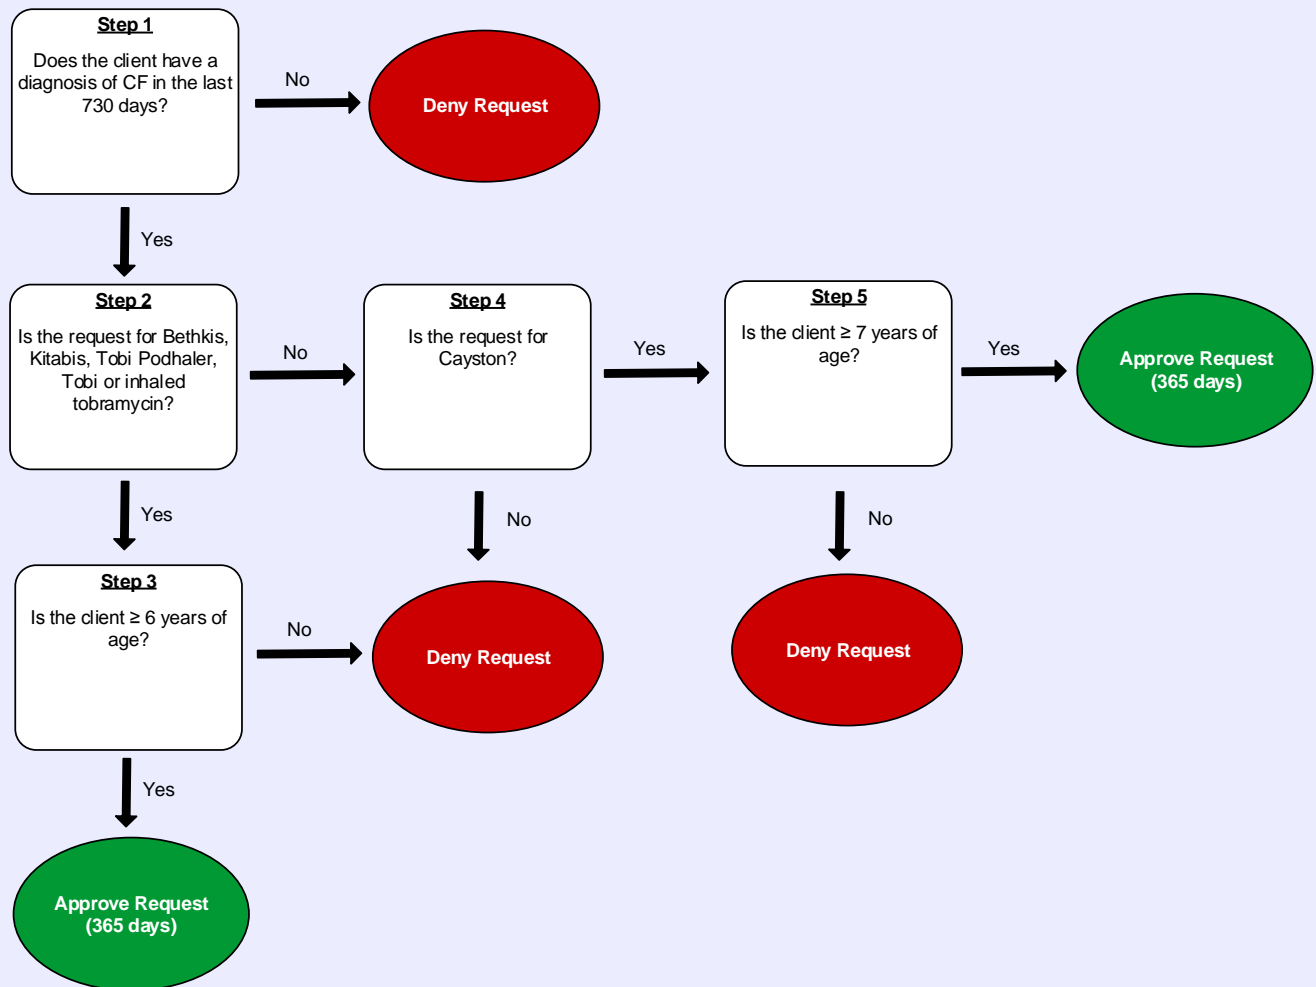 Step 1
Does the client have a
diagnosis of CF in the last
730 days?
No
Deny Request
Yes
Step 2
Is the request for Bethkis,
Kitabis, Tobi Podhaler,
Tobi or inhaled
tobramycin?
No
Step 4
Is the request for
Cayston?
Yes
Step 5
Is the client ≥ 7 years of
age?
Yes
Approve Request
(365 days)
Yes
No
No
Step 3
Is the client ≥ 6 years of
age?
No
Deny Request
Deny Request
Yes
Approve Request
(365 days)